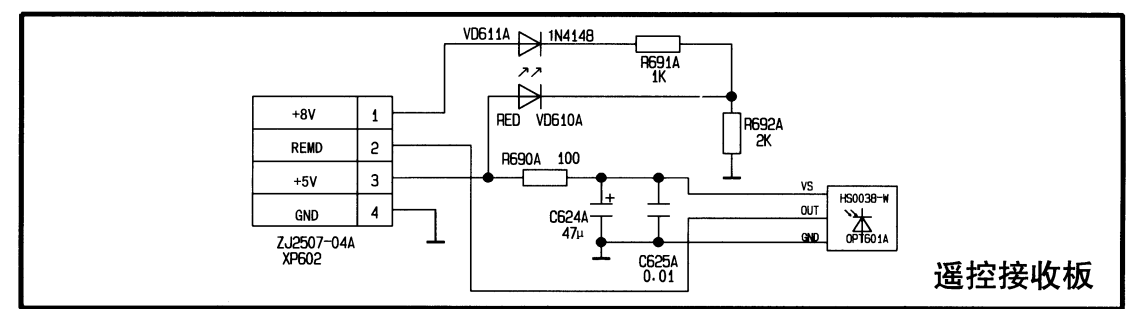 VD611A
1N4148
R691A
1K
RED
VD610A
R692A
2K
+8V
1
REMD
2
+5V
3
GND
4
ZJ2507-04A
XP602
R690A
100
C624A
+
47μ
C625A
0.01
VS
OUT
GND
HS0038-W
OPT601A
遥控接收板